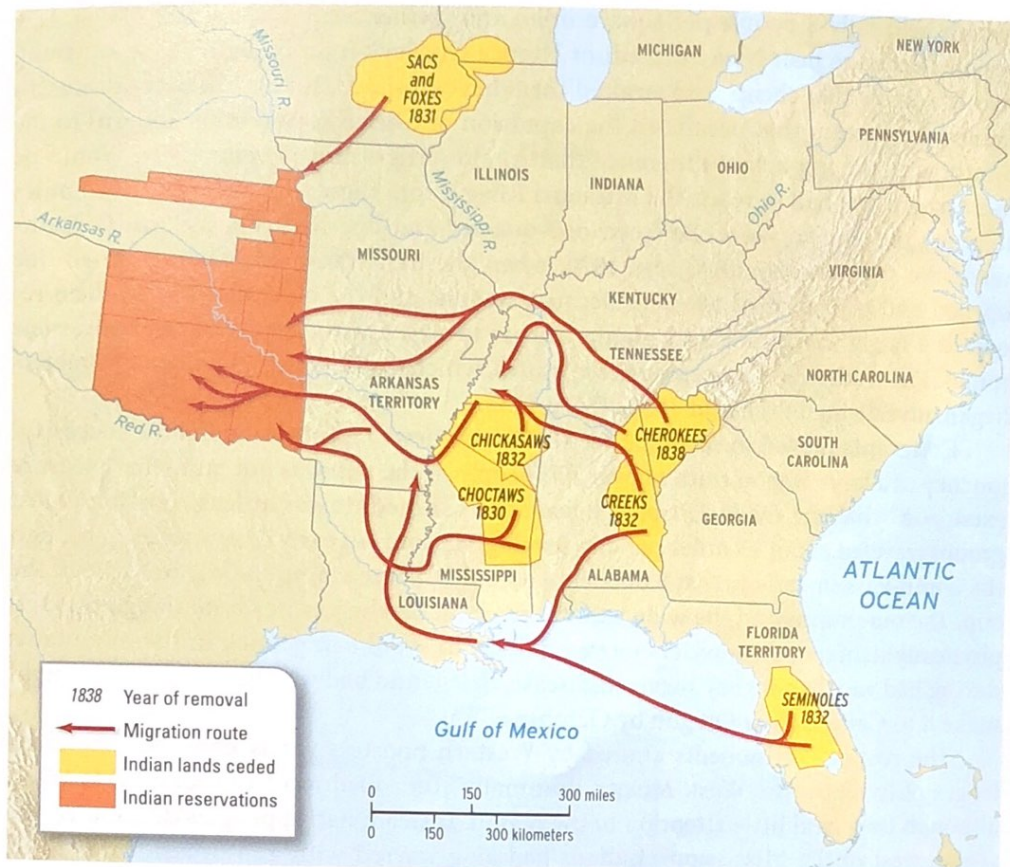 Missouri R.
SACS
and
FOXES
1831
MICHIGAN
NEW YORK
PENNSYLVANIA
ILLINOIS
INDIANA
OHIO
Mississippi R.
Ohio R.
Arkansas R.
MISSOURI
VIRGINIA
KENTUCKY
TENNESSEE
NORTH CAROLINA
ARKANSAS
TERRITORY
Red R.
CHICKASAWS
1832
CHEROKEES
1838
SOUTH
CAROLINA
CHOCTAWS
1830
CREEKS
1832
GEORGIA
MISSISSIPPI
ALABAMA
LOUISIANA
ATLANTIC
OCEAN
FLORIDA
TERRITORY
SEMINOLES
1832
Gulf of Mexico
1838 Year of removal
Migration route
Indian lands ceded
Indian reservations
0 150 300 miles
0 150 300 kilometers